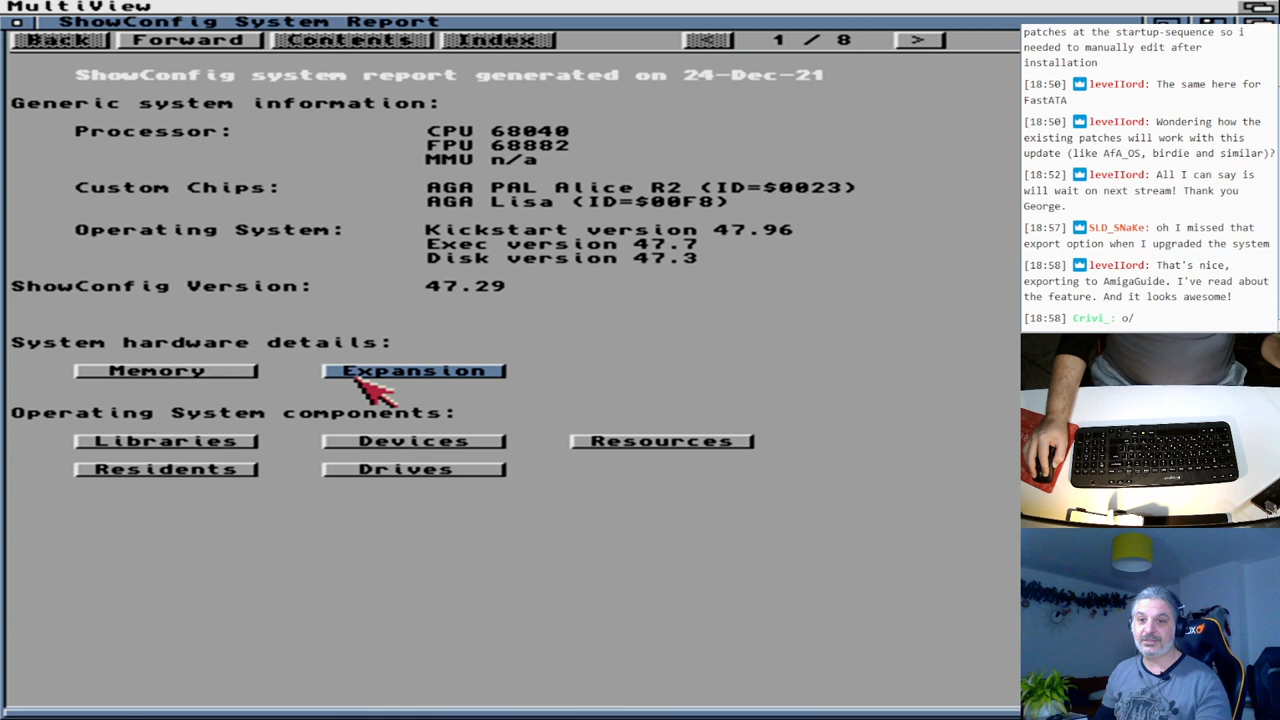 MultiView
ShowConfig System Report
Back Forward Contents Index < 1 / 8 >
ShowConfig system report generated on 24-Dec-21
Generic system information:
Processor: CPU 68040
FPU 68882
MMU n/a
Custom Chips: AGA PAL Alice R2 (ID=$0023)
AGA Lisa (ID=$00F8)
Operating System: Kickstart version 47.96
Exec version 47.7
Disk version 47.3
ShowConfig Version: 47.29
System hardware details:
Memory Expansion
Operating System components:
Libraries Devices Resources
Residents Drives
patches at the startup-sequence so i
needed to manually edit after
installation
[18:50] leveIIord: The same here for
FastATA
[18:50] leveIIord: Wondering how the
existing patches will work with this
update (like AfA_OS, birdie and similar)?
[18:52] leveIIord: All I can say is
will wait on next stream! Thank you
George.
[18:57] SLD_SNaKe: oh I missed that
export option when I upgraded the system
[18:58] leveIIord: That's nice,
exporting to AmigaGuide. I've read about
the feature. And it looks awesome!
[18:58] Crivi_: o/